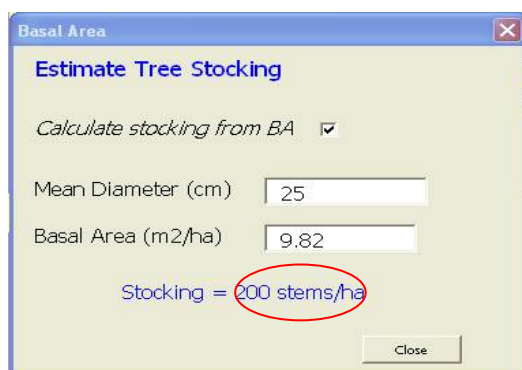 Basal Area
Estimate Tree Stocking
Calculate stocking from BA
Mean Diameter (cm) 25
Basal Area (m2/ha) 9.82
Stocking = 200 stems/ha
Close